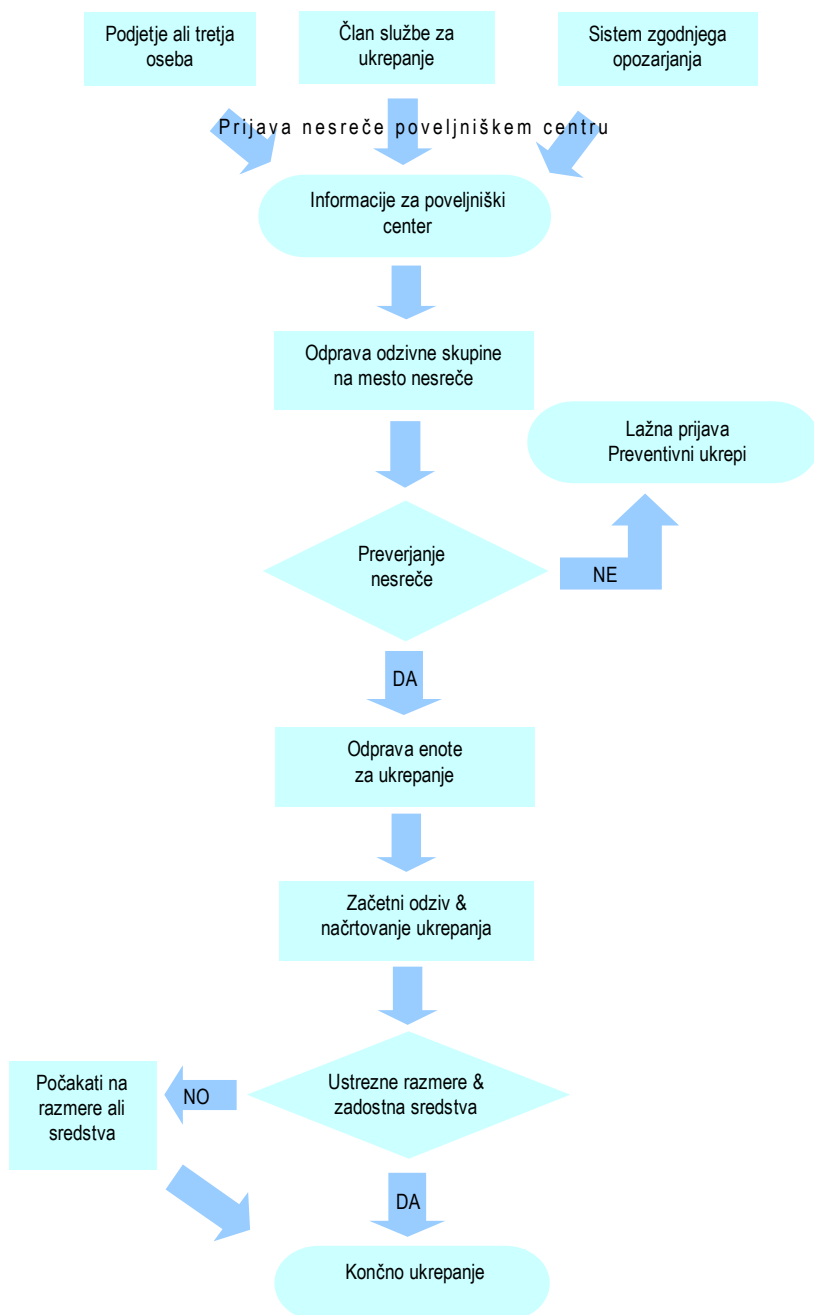 Podjetje ali tretja
oseba
Član službe za
ukrepanje
Sistem zgodnjega
opozarjanja
Prijava nesreče poveljniškem centru
Informacije za poveljniški
center
Odprava odzivne skupine
na mesto nesreče
Lažna prijava
Preventivni ukrepi
Preverjanje
nesreče
NE
DA
Odprava enote
za ukrepanje
Začetni odziv &
načrtovanje ukrepanja
Ustrezne razmere &
zadostna sredstva
NO
Počakati na
razmere ali
sredstva
DA
Končno ukrepanje